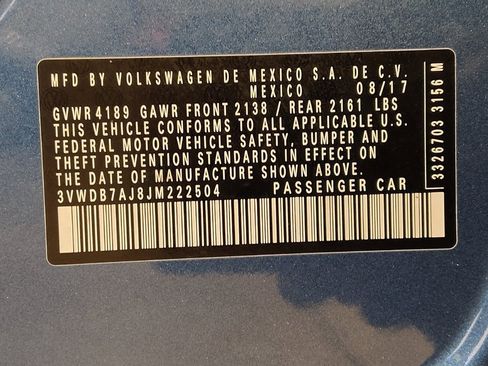 MFD BY VOLKSWAGEN DE MEXICO S.A. DE C.V.
MEXICO 08/17
GVWR 4189 GAWR FRONT 2138 / REAR 2161 LBS
THIS VEHICLE CONFORMS TO ALL APPLICABLE U.S.
FEDERAL MOTOR VEHICLE SAFETY, BUMPER AND
THEFT PREVENTION STANDARDS IN EFFECT ON
THE DATE OF MANUFACTURE SHOWN ABOVE.
3VWDB7AJ8JM222504 PASSENGER CAR
3326703 3156 M